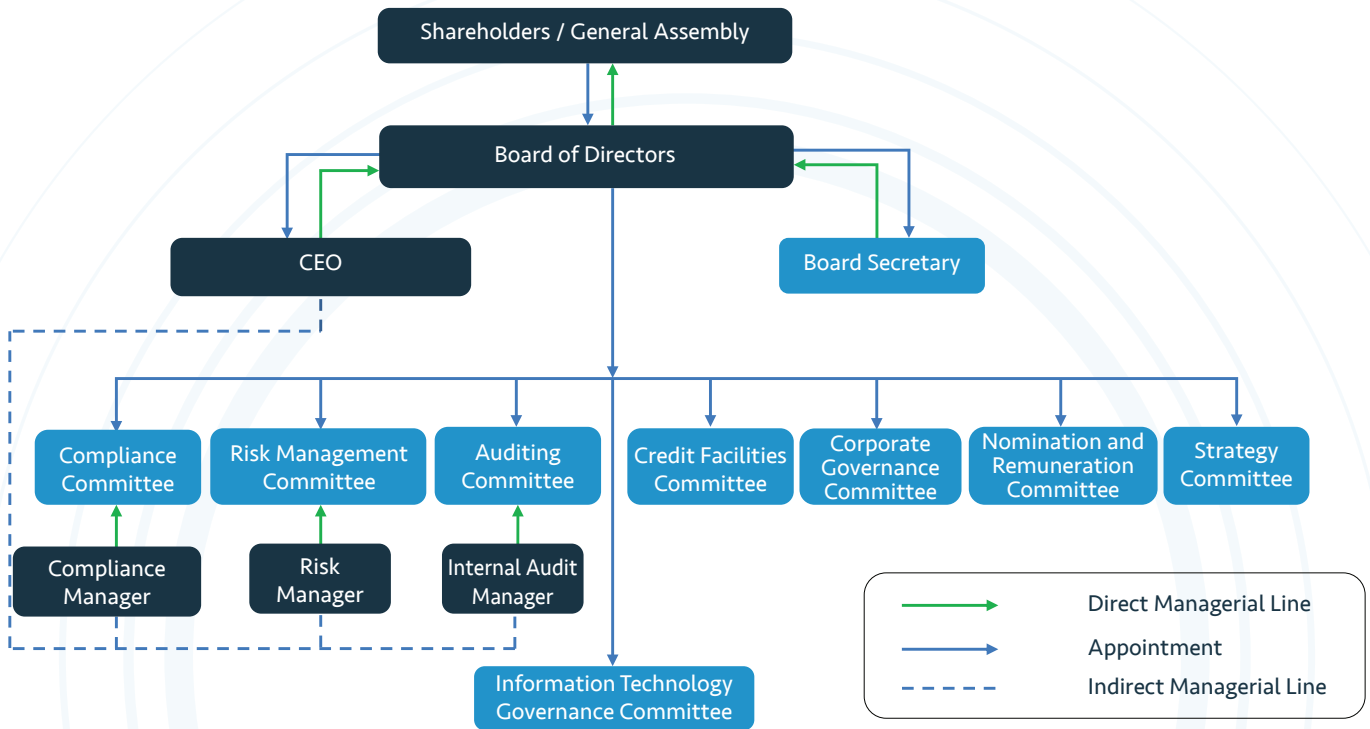 Shareholders / General Assembly
Board of Directors
CEO
Board Secretary
Compliance
Committee
Risk Management
Committee
Auditing
Committee
Credit Facilities
Committee
Corporate
Governance
Committee
Nomination and
Remuneration
Committee
Strategy
Committee
Compliance
Manager
Risk
Manager
Internal Audit
Manager
Information Technology
Governance Committee
Direct Managerial Line
Appointment
Indirect Managerial Line